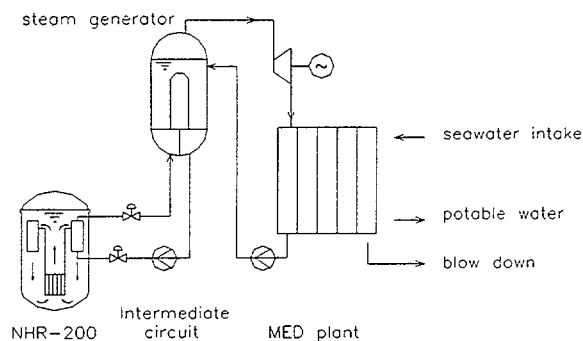 steam generator
seawater intake
potable water
blow down
NHR-200
Intermediate
circuit
MED plant